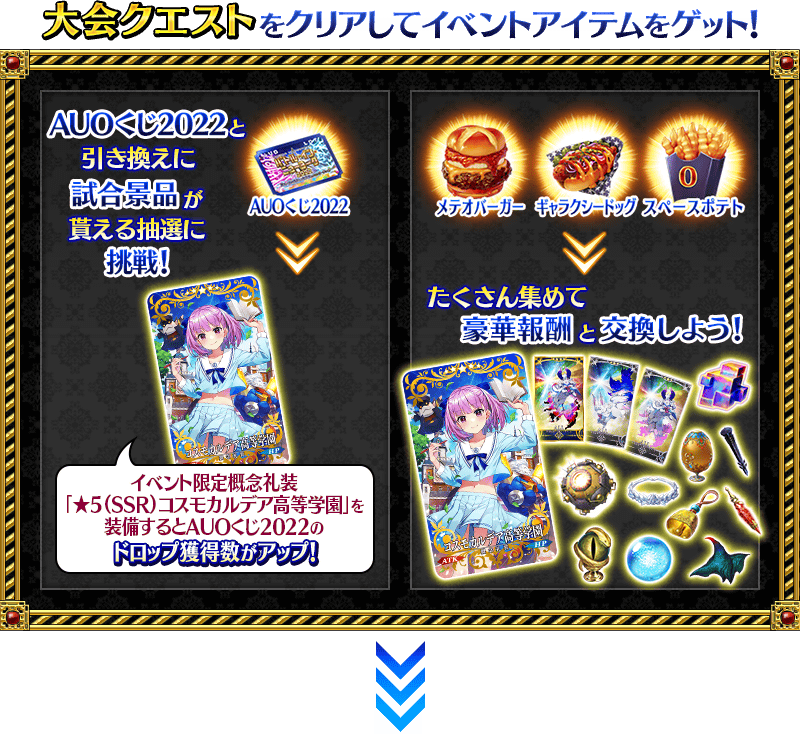 大会クエストをクリアしてイベントアイテムをゲット！
AUOくじ2022と
引き換えに
試合景品が
貰える抽選に
挑戦！
AUOくじ2022
コスモカルデア高等学園
HP
イベント限定概念礼装
「★5（SSR）コスモカルデア高等学園」を
装備するとAUOくじ2022の
ドロップ獲得数がアップ！
メテオバーガー ギャラクシードッグ スペースポテト
たくさん集めて
豪華報酬と交換しよう！
コスモカルデア高等学園
ATK HP